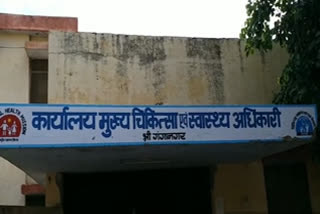 कार्यालय मुख्य चिकित्सा एवं स्वास्थ्य अधिकारी
श्री गंगानगर